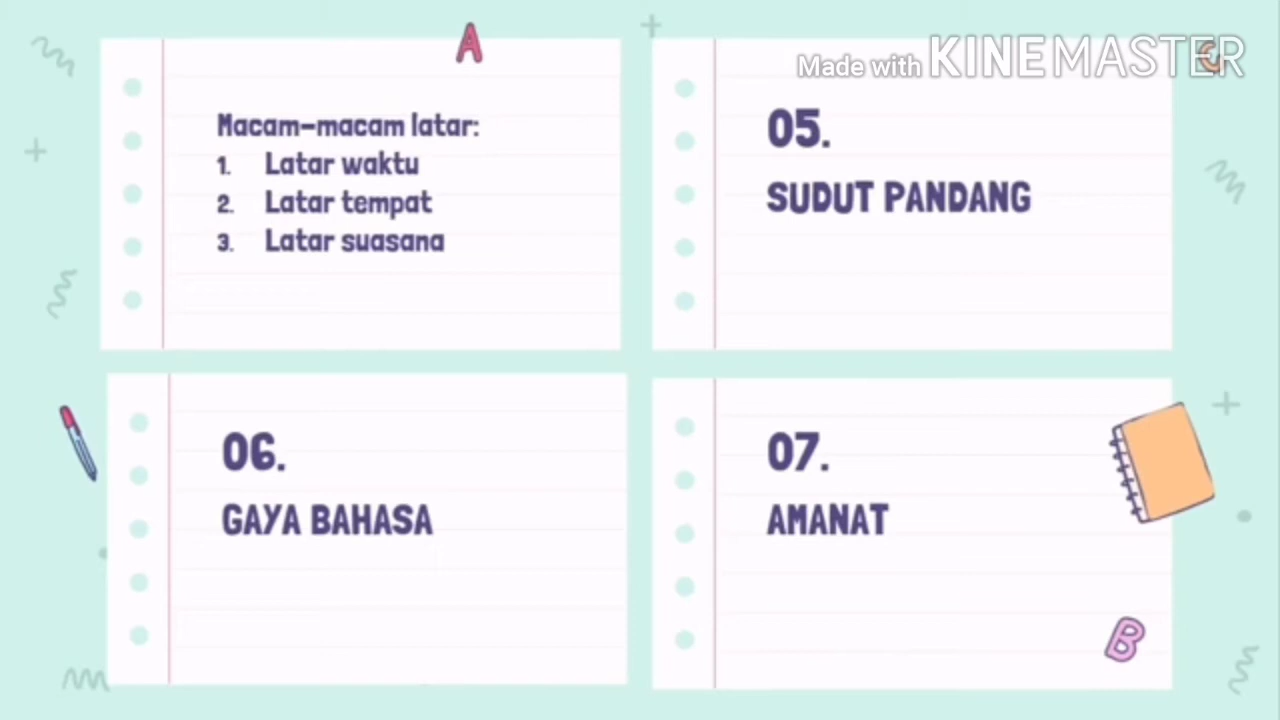 Made with KINEMASTER
A
C
Macam-macam latar:
1. Latar waktu
2. Latar tempat
3. Latar suasana
05.
SUDUT PANDANG
06.
GAYA BAHASA
07.
AMANAT
B